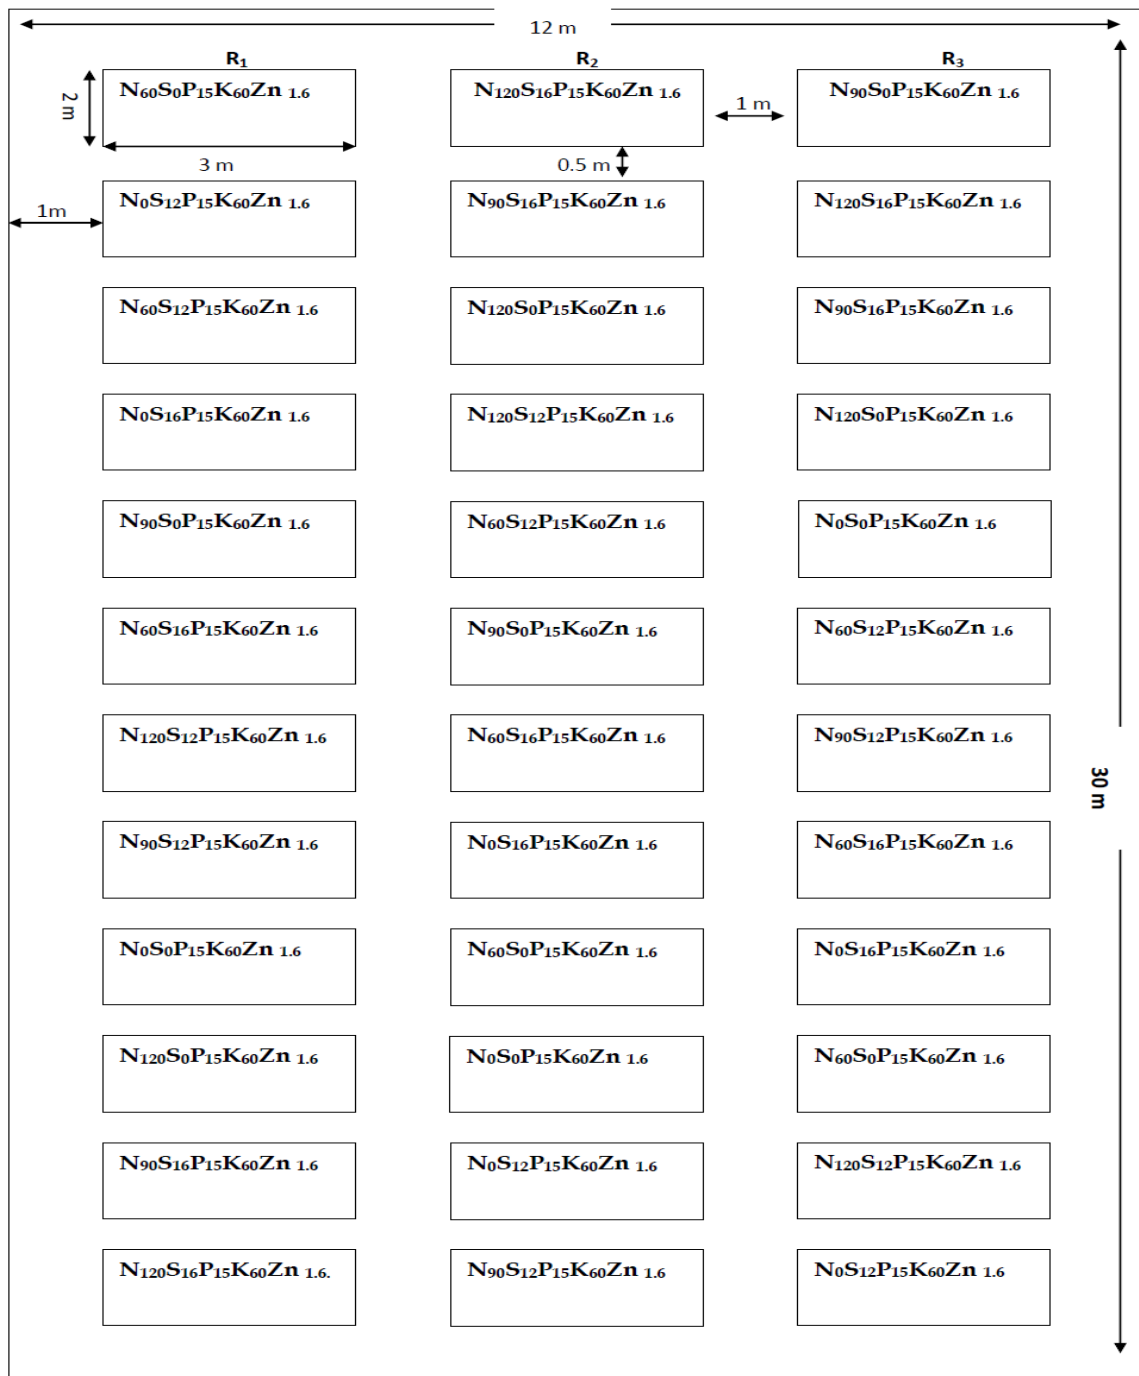 12 m
R₁ R₂ R₃
N₆₀S₀P₁₅K₆₀Zn ₁.₆ N₁₂₀S₁₆P₁₅K₆₀Zn ₁.₆ 1 m N₉₀S₀P₁₅K₆₀Zn ₁.₆
2 m
3 m 0.5 m
1m N₀S₁₂P₁₅K₆₀Zn ₁.₆ N₉₀S₁₆P₁₅K₆₀Zn ₁.₆ N₁₂₀S₁₆P₁₅K₆₀Zn ₁.₆
N₆₀S₁₂P₁₅K₆₀Zn ₁.₆ N₁₂₀S₀P₁₅K₆₀Zn ₁.₆ N₉₀S₁₆P₁₅K₆₀Zn ₁.₆
N₀S₁₆P₁₅K₆₀Zn ₁.₆ N₁₂₀S₁₂P₁₅K₆₀Zn ₁.₆ N₁₂₀S₀P₁₅K₆₀Zn ₁.₆
N₉₀S₀P₁₅K₆₀Zn ₁.₆ N₆₀S₁₂P₁₅K₆₀Zn ₁.₆ N₀S₀P₁₅K₆₀Zn ₁.₆
N₆₀S₁₆P₁₅K₆₀Zn ₁.₆ N₉₀S₀P₁₅K₆₀Zn ₁.₆ N₆₀S₁₂P₁₅K₆₀Zn ₁.₆
N₁₂₀S₁₂P₁₅K₆₀Zn ₁.₆ N₆₀S₁₆P₁₅K₆₀Zn ₁.₆ N₉₀S₁₂P₁₅K₆₀Zn ₁.₆
30 m
N₉₀S₁₂P₁₅K₆₀Zn ₁.₆ N₀S₁₆P₁₅K₆₀Zn ₁.₆ N₆₀S₁₆P₁₅K₆₀Zn ₁.₆
N₀S₀P₁₅K₆₀Zn ₁.₆ N₆₀S₀P₁₅K₆₀Zn ₁.₆ N₀S₁₆P₁₅K₆₀Zn ₁.₆
N₁₂₀S₀P₁₅K₆₀Zn ₁.₆ N₀S₀P₁₅K₆₀Zn ₁.₆ N₆₀S₀P₁₅K₆₀Zn ₁.₆
N₉₀S₁₆P₁₅K₆₀Zn ₁.₆ N₀S₁₂P₁₅K₆₀Zn ₁.₆ N₁₂₀S₁₂P₁₅K₆₀Zn ₁.₆
N₁₂₀S₁₆P₁₅K₆₀Zn ₁.₆. N₉₀S₁₂P₁₅K₆₀Zn ₁.₆ N₀S₁₂P₁₅K₆₀Zn ₁.₆